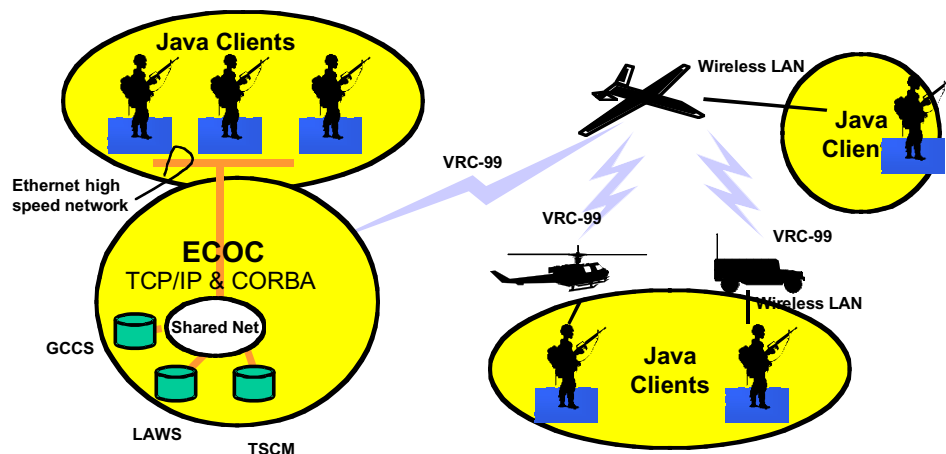 Java Clients
Wireless LAN
Java
Client
VRC-99
Ethernet high
speed network
VRC-99
VRC-99
ECOC
TCP/IP & CORBA
Wireless LAN
Shared Net
GCCS
Java
Clients
LAWS
TSCM